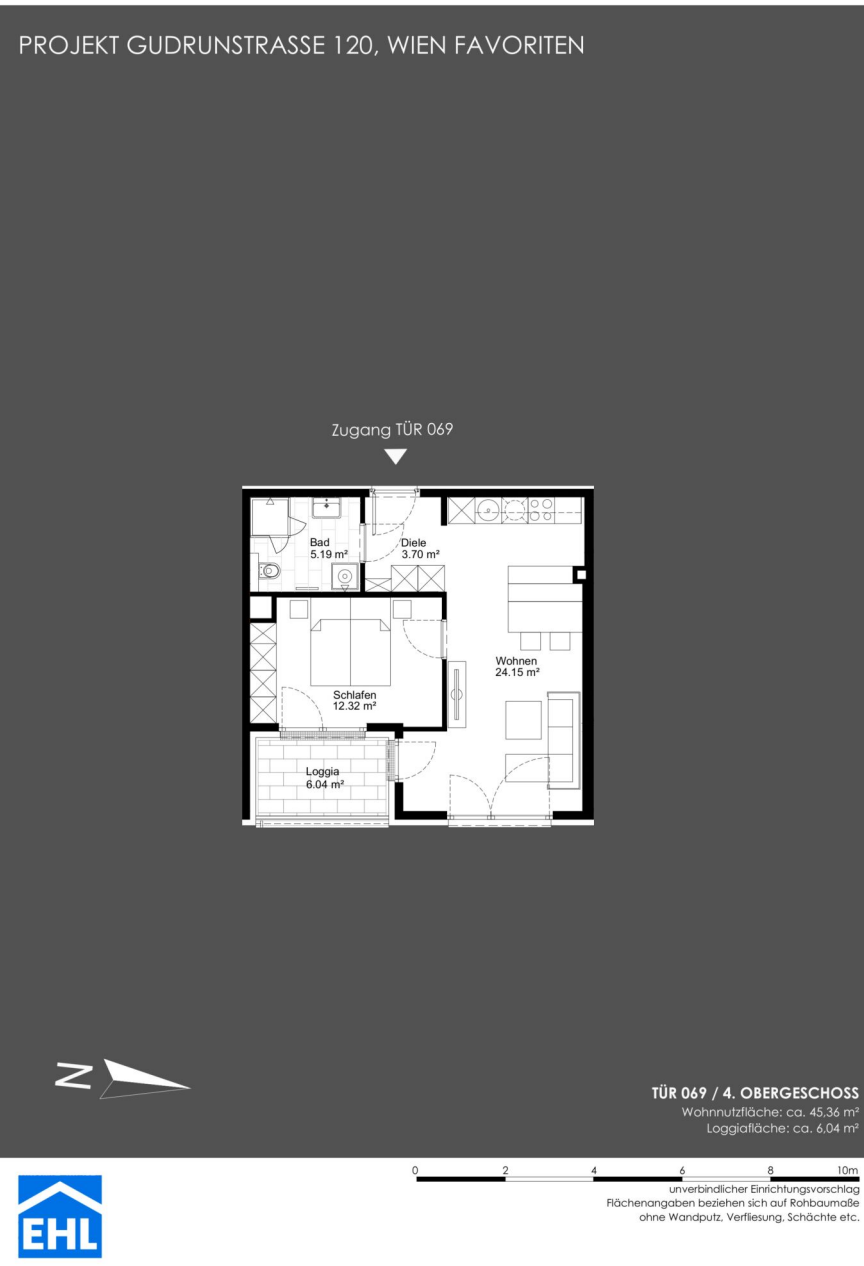 PROJEKT GUDRUNSTRASSE 120, WIEN FAVORITEN
Zugang TÜR 069
Bad
5.19 m²
Diele
3.70 m²
Wohnen
24.15 m²
Schlafen
12.32 m²
Loggia
6.04 m²
N
TÜR 069 / 4. OBERGESCHOSS
Wohnnutzfläche: ca. 45,36 m²
Loggiafläche: ca. 6,04 m²
0 2 4 6 8 10m
unverbindlicher Einrichtungsvorschlag
Flächenangaben beziehen sich auf Rohbaumaße
ohne Wandputz, Verfliesung, Schächte etc.
EHL